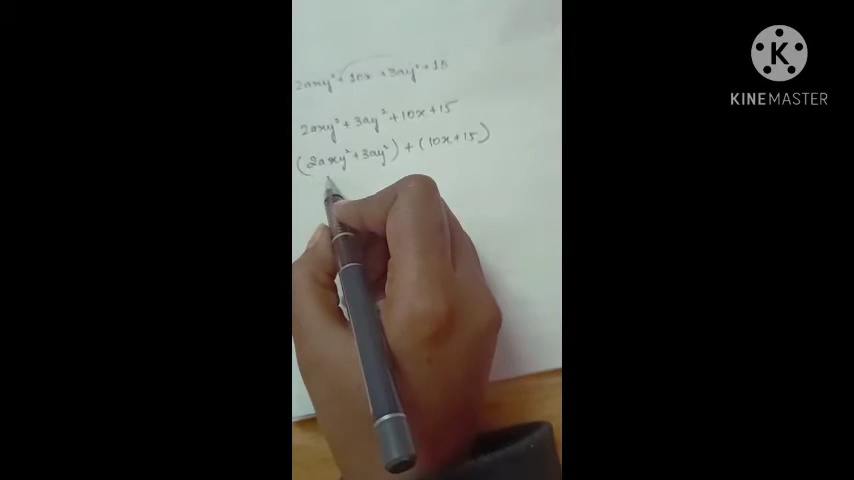 2axy² + 10x + 3ay² + 15
2axy² + 3ay² + 10x + 15
(2axy² + 3ay²) + (10x + 15)
K
KINEMASTER